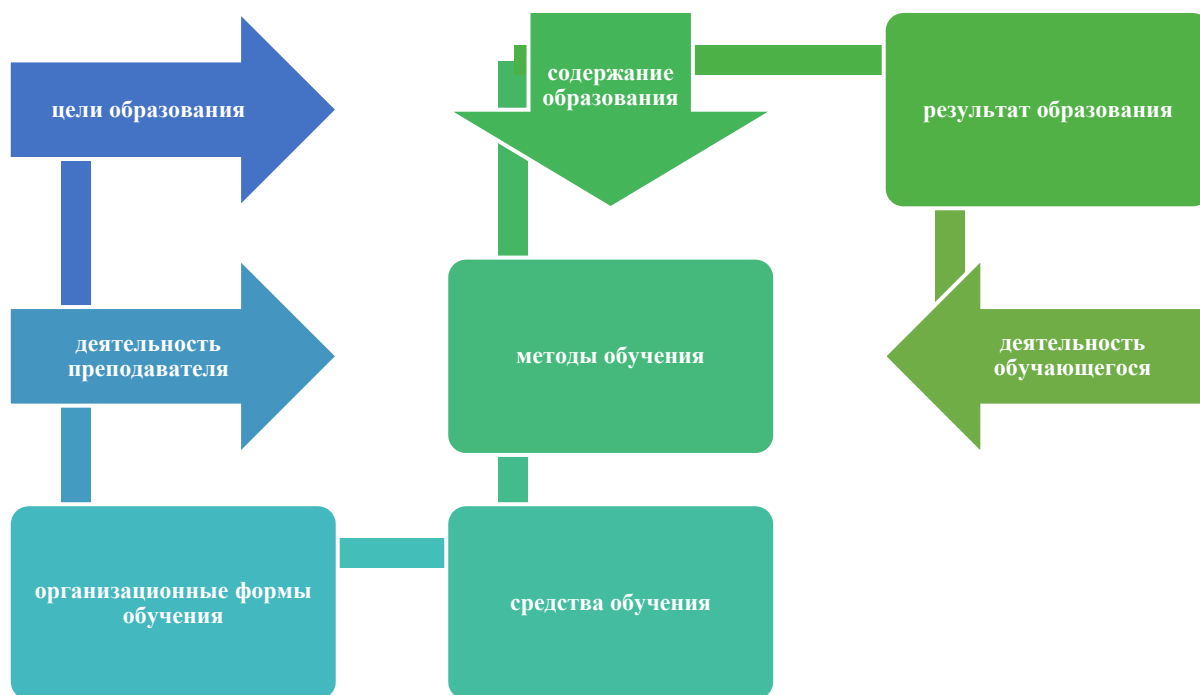 цели образования
содержание
образования
результат образования
деятельность
преподавателя
методы обучения
деятельность
обучающегося
организационные формы
обучения
средства обучения